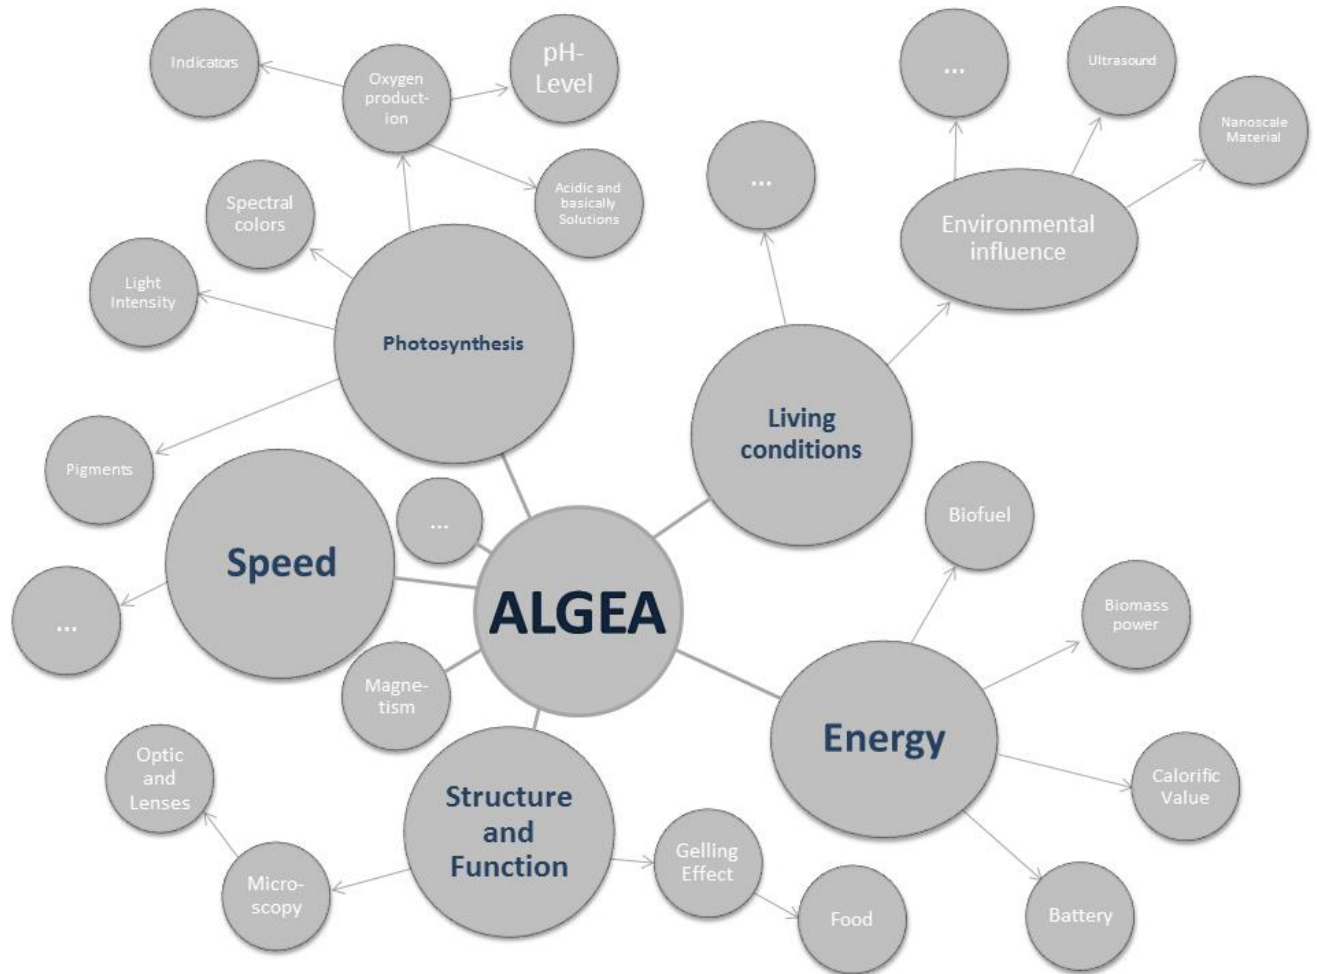 Indicators
Oxygen
product-
ion
pH-
Level
...
Ultrasound
Nanoscale
Material
...
Acidic and
basically
Solutions
Spectral
colors
Environmental
influence
Light
Intensity
Photosynthesis
Living
conditions
Pigments
...
Speed
Biofuel
...
ALGEA
Biomass
power
Magne-
tism
Energy
Optic
and
Lenses
Structure
and
Function
Calorific
Value
Gelling
Effect
Micro-
scopy
Food
Battery